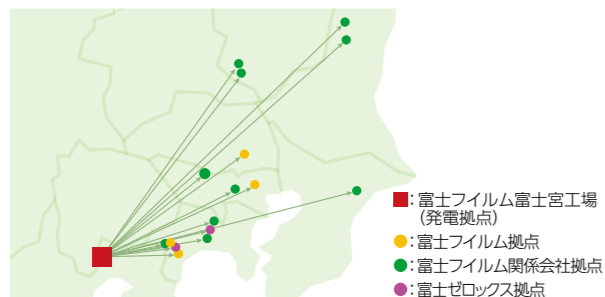 ■:富士フイルム富士宮工場
(発電拠点)
●:富士フイルム拠点
●:富士フイルム関係会社拠点
●:富士ゼロックス拠点